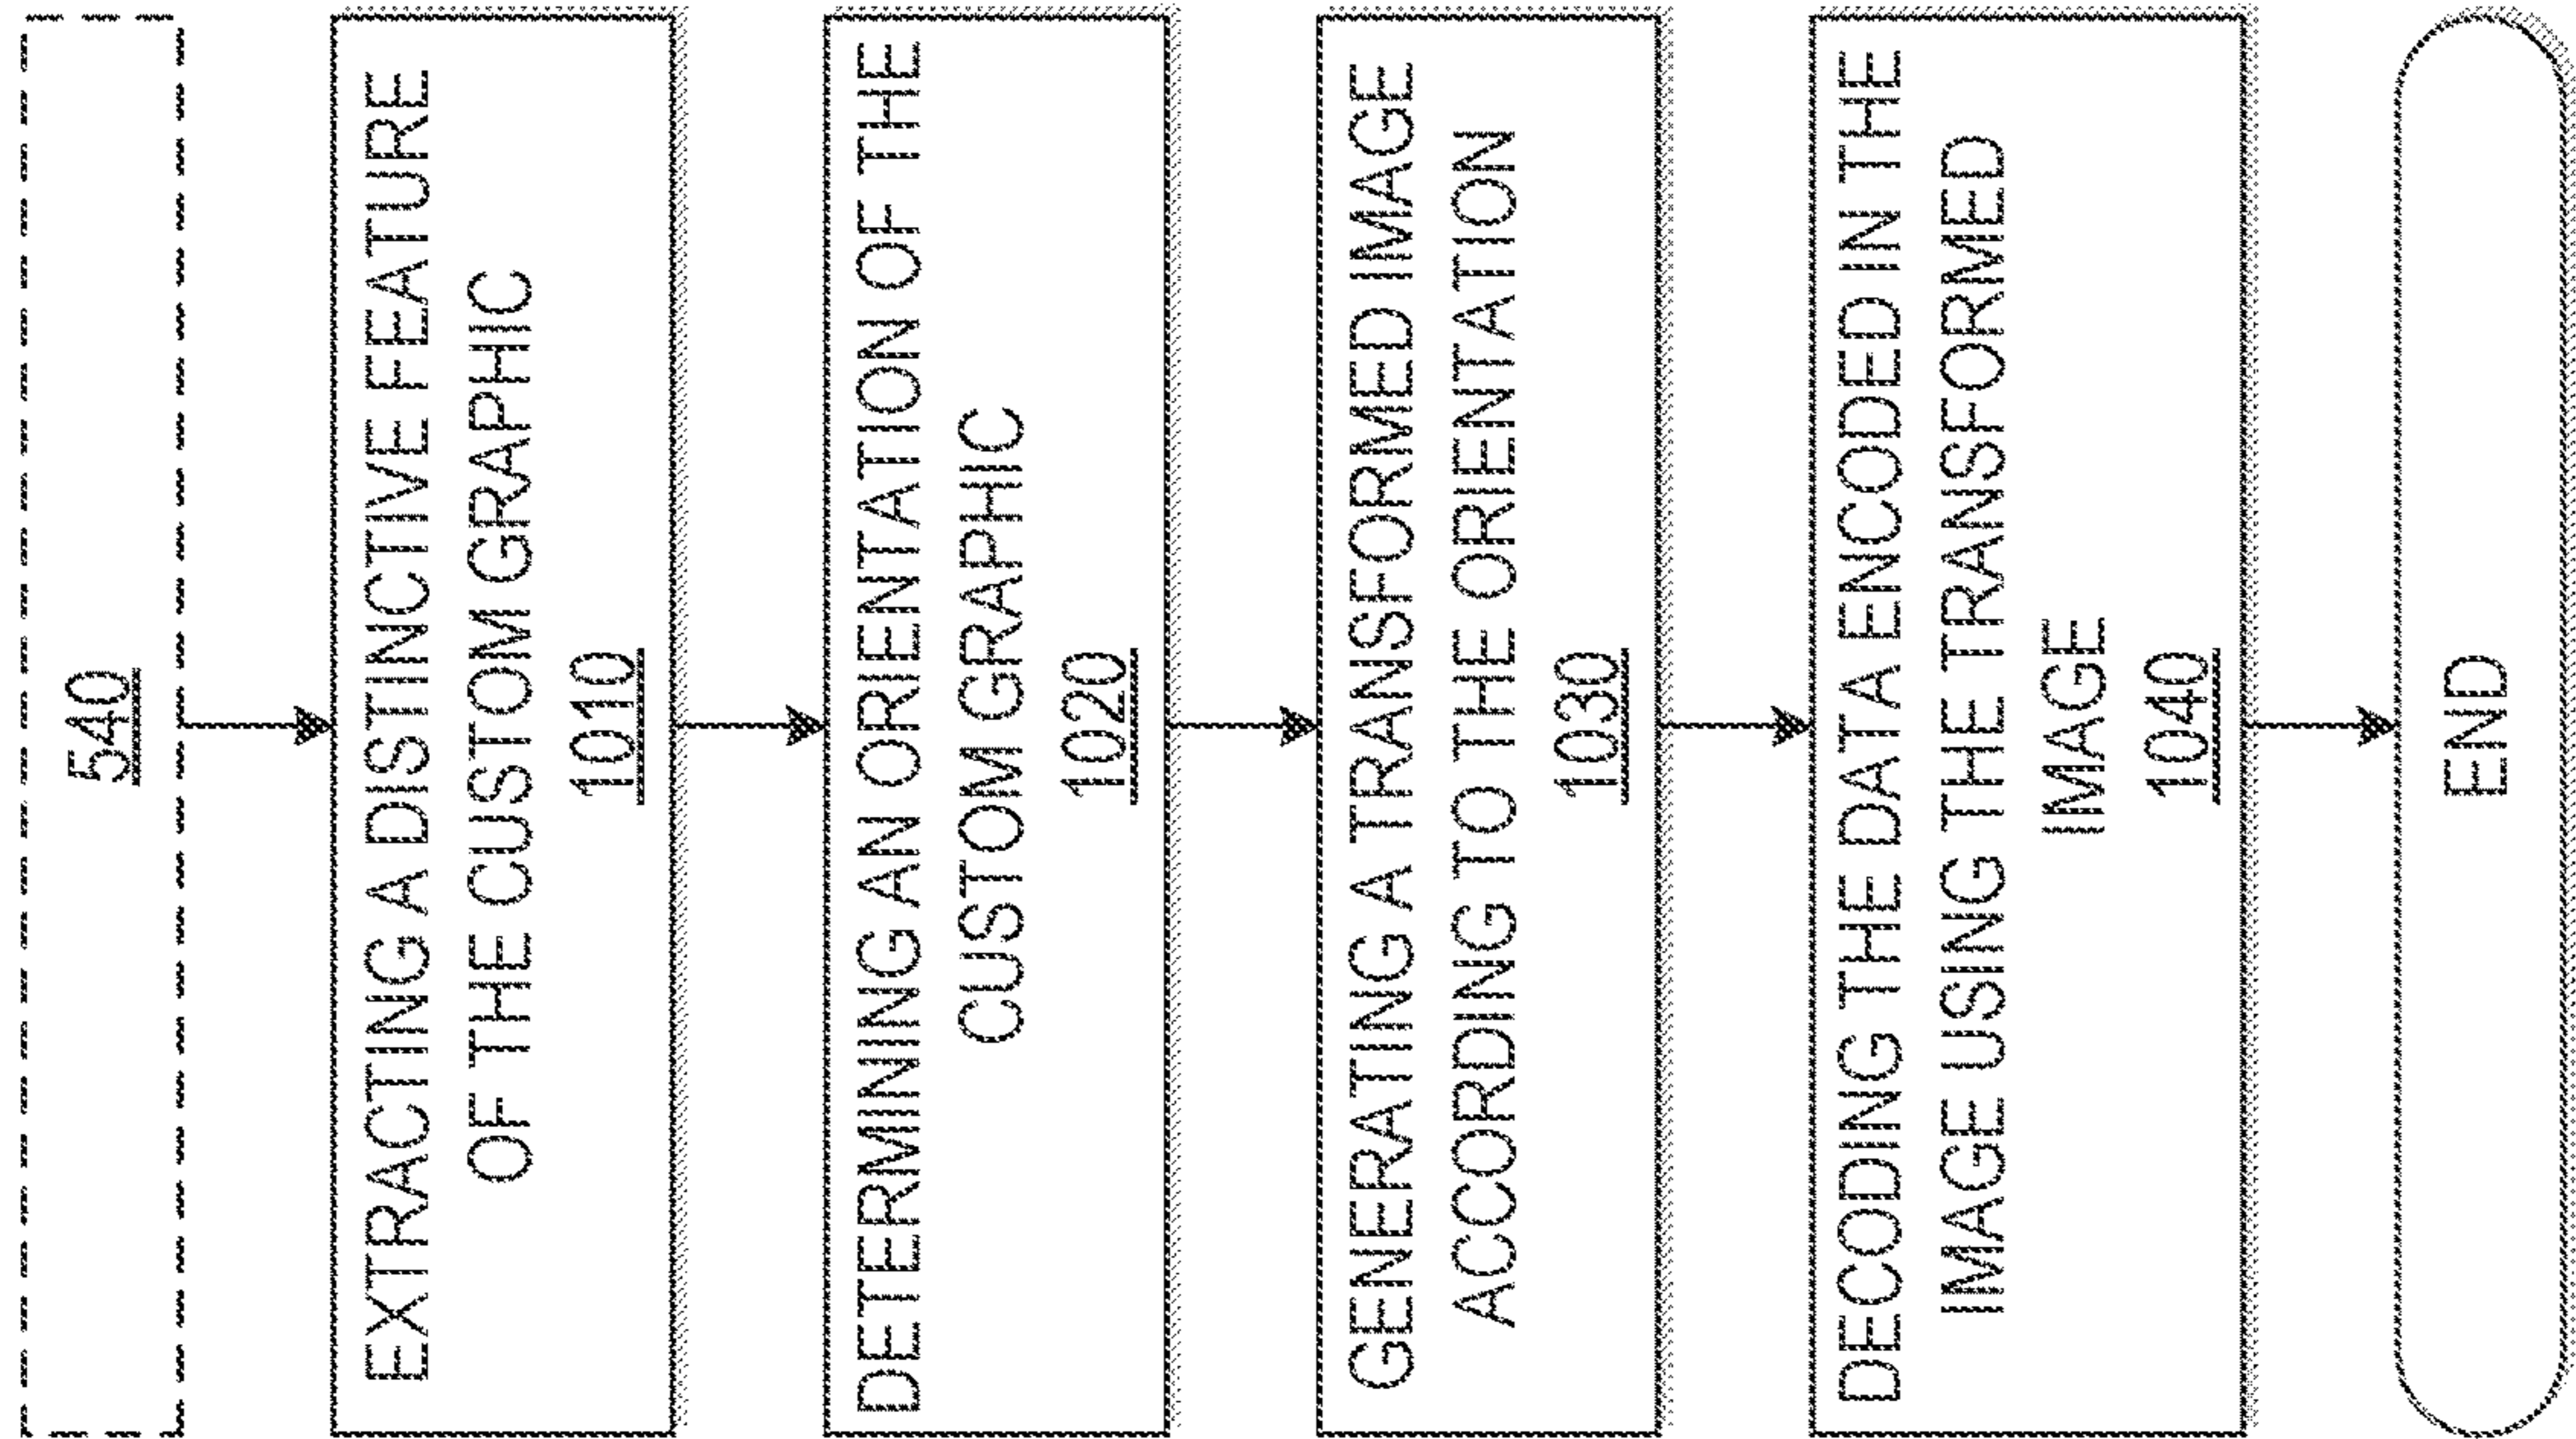 540
EXTRACTING A DISTINCTIVE FEATURE
OF THE CUSTOM GRAPHIC
1010
DETERMINING AN ORIENTATION OF THE
CUSTOM GRAPHIC
1020
GENERATING A TRANSFORMED IMAGE
ACCORDING TO THE ORIENTATION
1030
DECODING THE DATA ENCODED IN THE
IMAGE USING THE TRANSFORMED
IMAGE
1040
END